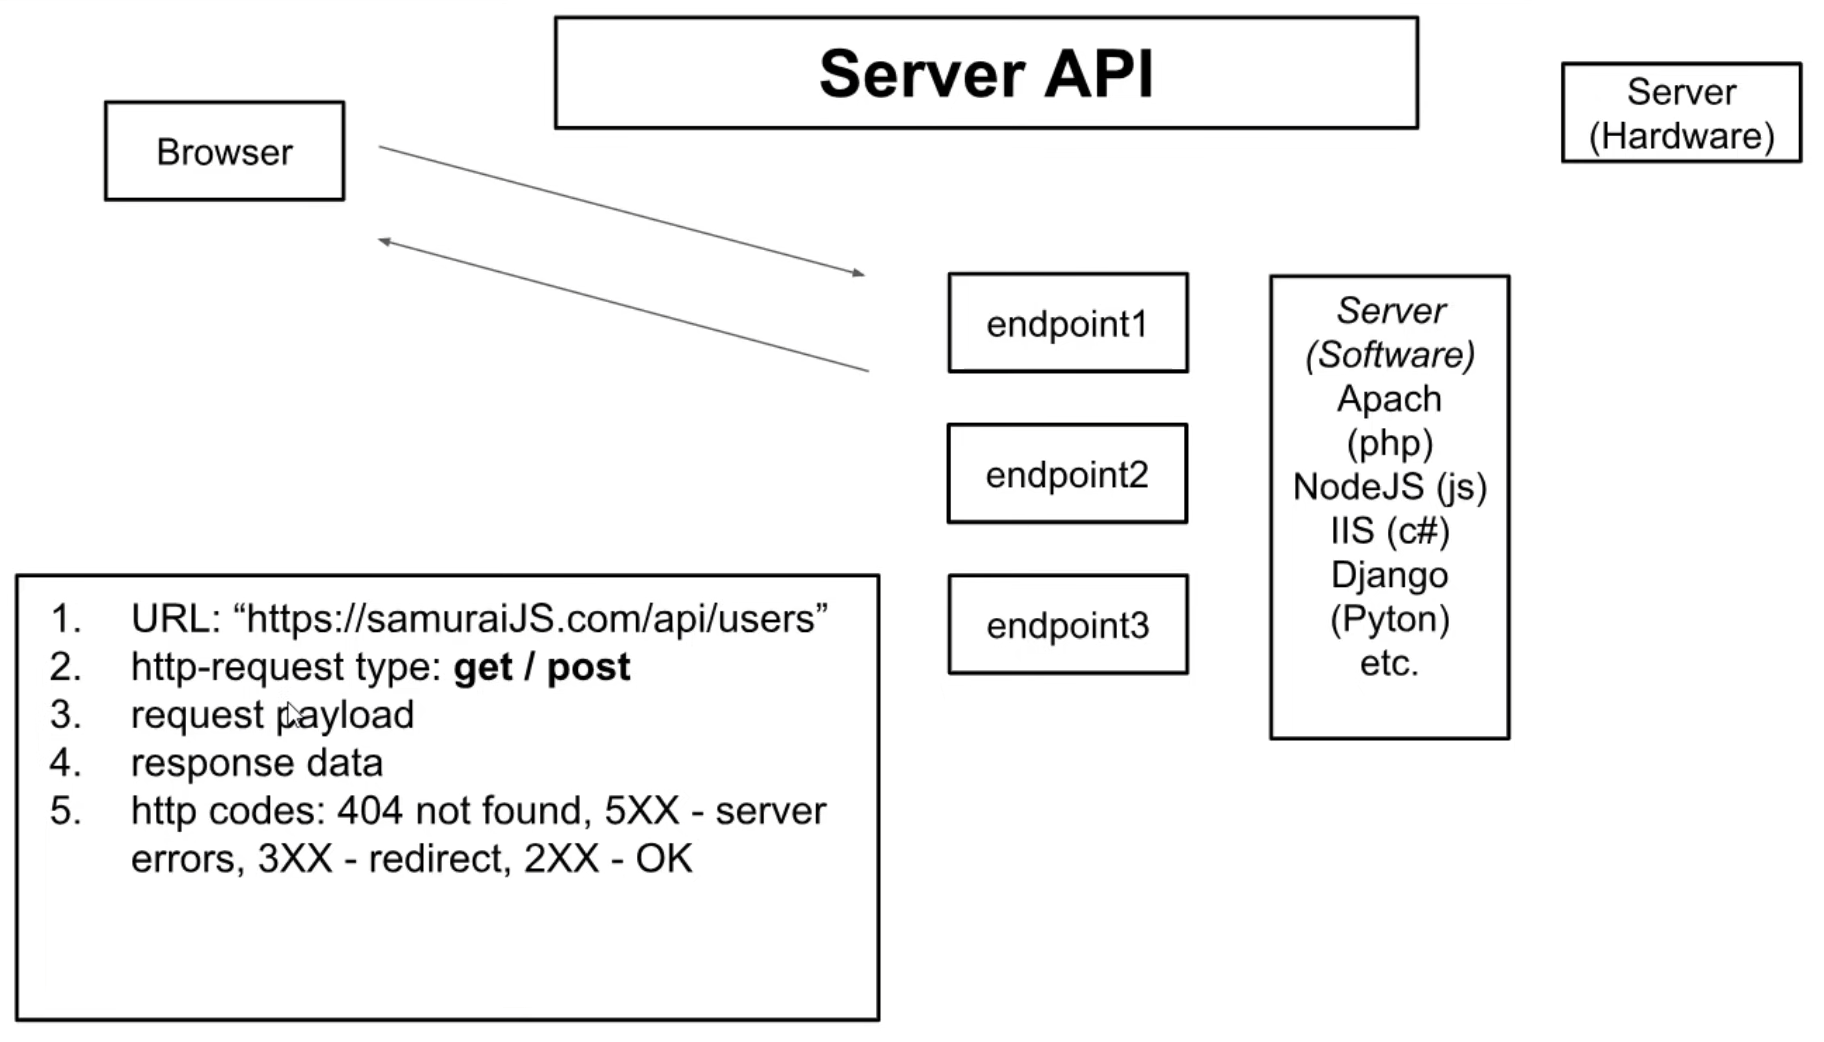 Server API
Browser
Server
(Hardware)
endpoint1
endpoint2
endpoint3
Server
(Software)
Apach
(php)
NodeJS (js)
IIS (c#)
Django
(Pyton)
etc.
1. URL: “https://samuraiJS.com/api/users”
2. http-request type: get / post
3. request payload
4. response data
5. http codes: 404 not found, 5XX - server
errors, 3XX - redirect, 2XX - OK